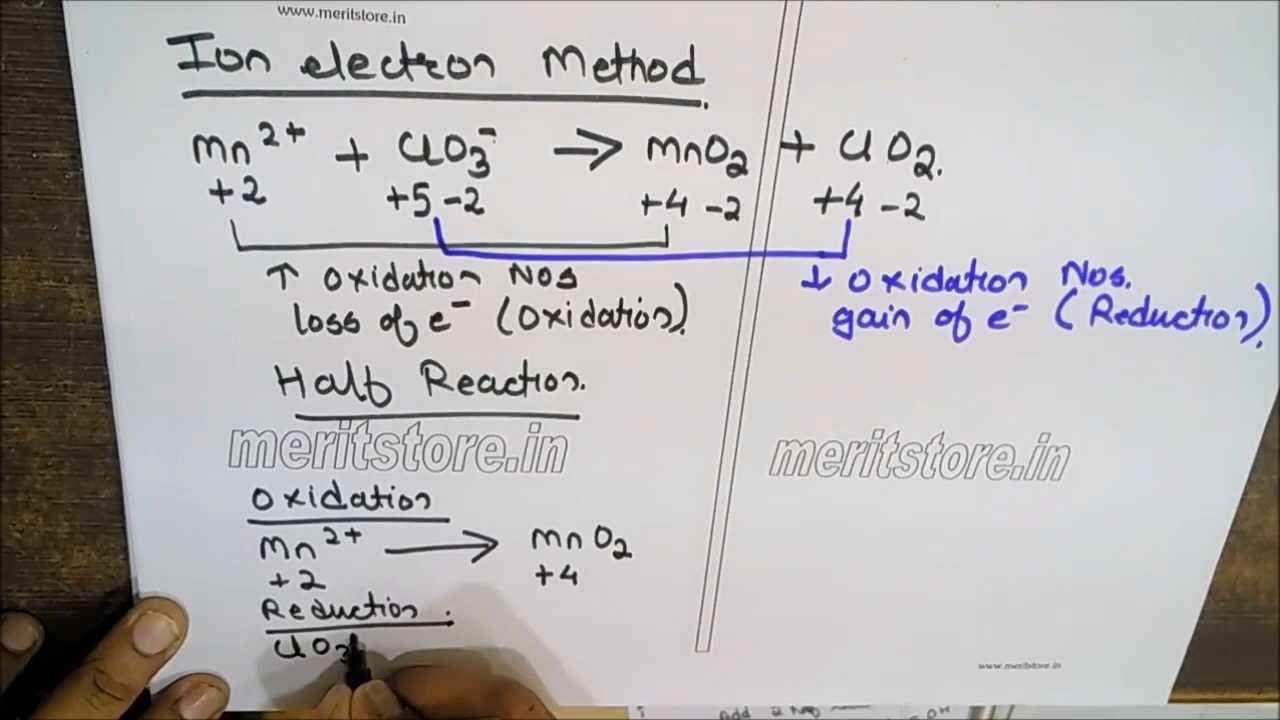 www.meritstore.in
Ion electron Method.
Mn²⁺ + ClO₃⁻ ⇒ MnO₂ + ClO₂.
+2 +5 -2 +4 -2 +4 -2
↑ Oxidation Nos
loss of e⁻ (Oxidation).
↓ Oxidation Nos.
gain of e⁻ (Reduction).
Half Reaction.
meritstore.in
meritstore.in
Oxidation
Mn²⁺ → MnO₂
+2 +4
Reduction.
ClO₃
www.meritstore.in
Add